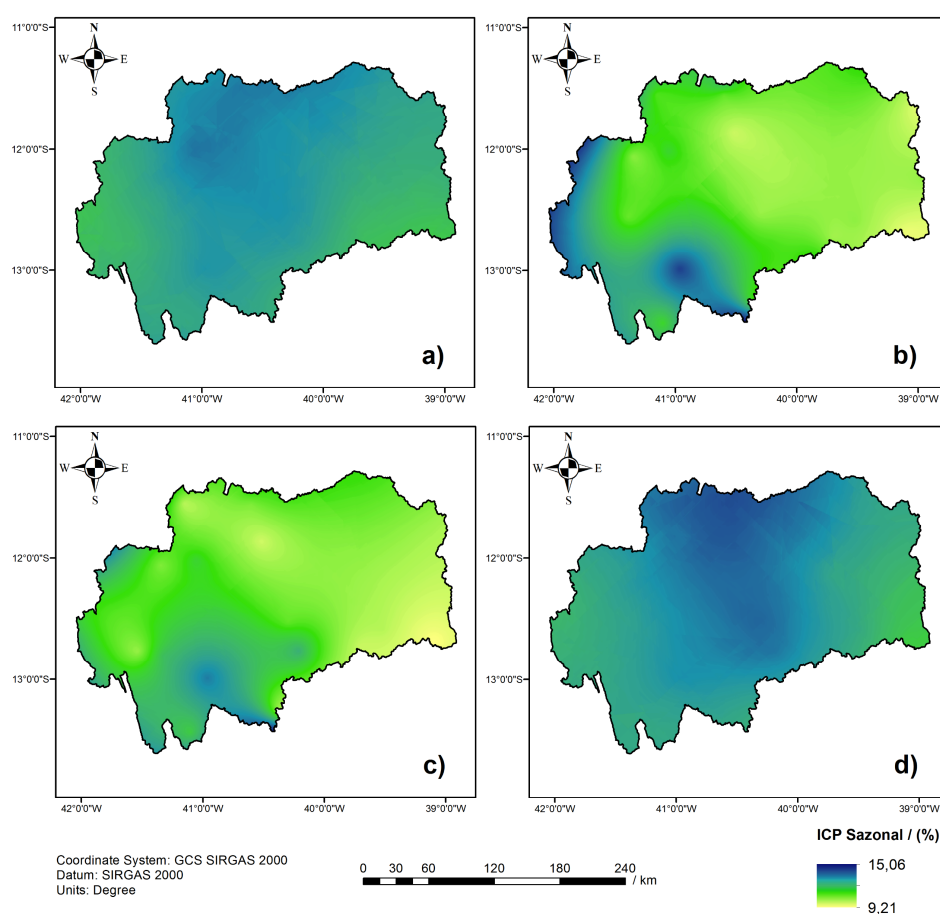 11°0'0"S
N
W E
S
12°0'0"S
13°0'0"S
a)
42°0'0"W 41°0'0"W 40°0'0"W 39°0'0"W
11°0'0"S
N
W E
S
12°0'0"S
13°0'0"S
b)
42°0'0"W 41°0'0"W 40°0'0"W 39°0'0"W
11°0'0"S
N
W E
S
12°0'0"S
13°0'0"S
c)
42°0'0"W 41°0'0"W 40°0'0"W 39°0'0"W
11°0'0"S
N
W E
S
12°0'0"S
13°0'0"S
d)
42°0'0"W 41°0'0"W 40°0'0"W 39°0'0"W
Coordinate System: GCS SIRGAS 2000
Datum: SIRGAS 2000
Units: Degree
0 30 60 120 180 240
/ km
ICP Sazonal / (%)
15,06
9,21